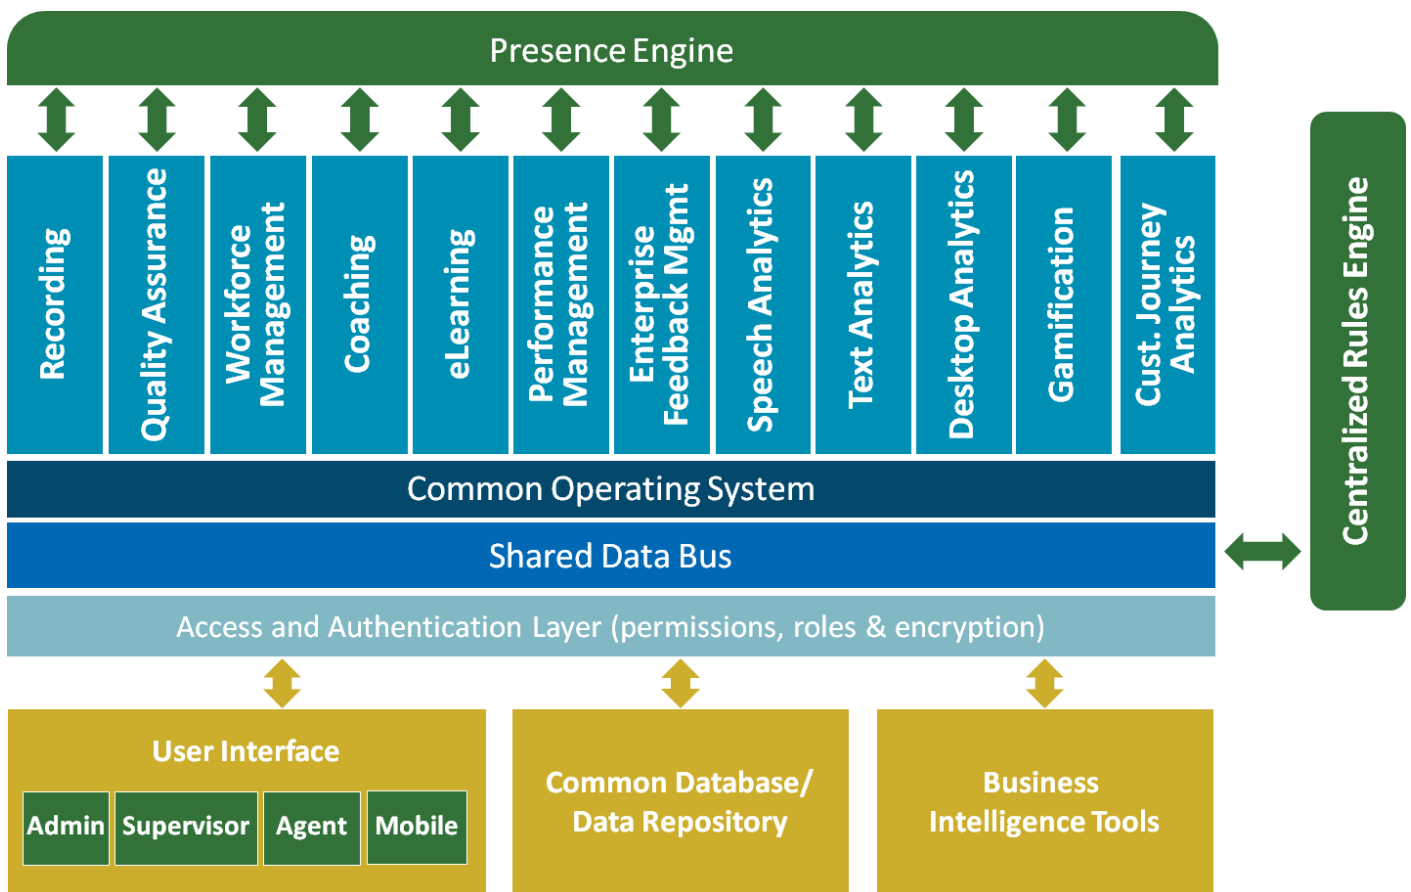 Presence Engine
Recording
Quality Assurance
Workforce
Management
Coaching
eLearning
Performance
Management
Enterprise
Feedback Mgmt
Speech Analytics
Text Analytics
Desktop Analytics
Gamification
Cust. Journey
Analytics
Centralized Rules Engine
Common Operating System
Shared Data Bus
Access and Authentication Layer (permissions, roles & encryption)
User Interface
Admin
Supervisor
Agent
Mobile
Common Database/
Data Repository
Business
Intelligence Tools